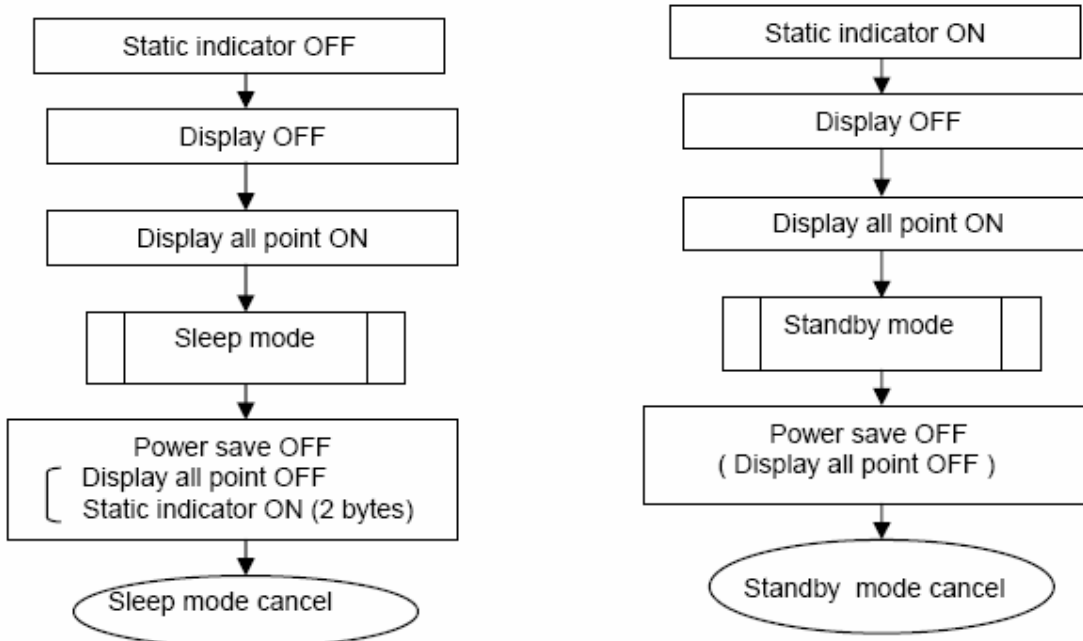 Static indicator OFF
Display OFF
Display all point ON
Sleep mode
Power save OFF
Display all point OFF
Static indicator ON (2 bytes)
Sleep mode cancel
Static indicator ON
Display OFF
Display all point ON
Standby mode
Power save OFF
( Display all point OFF )
Standby mode cancel